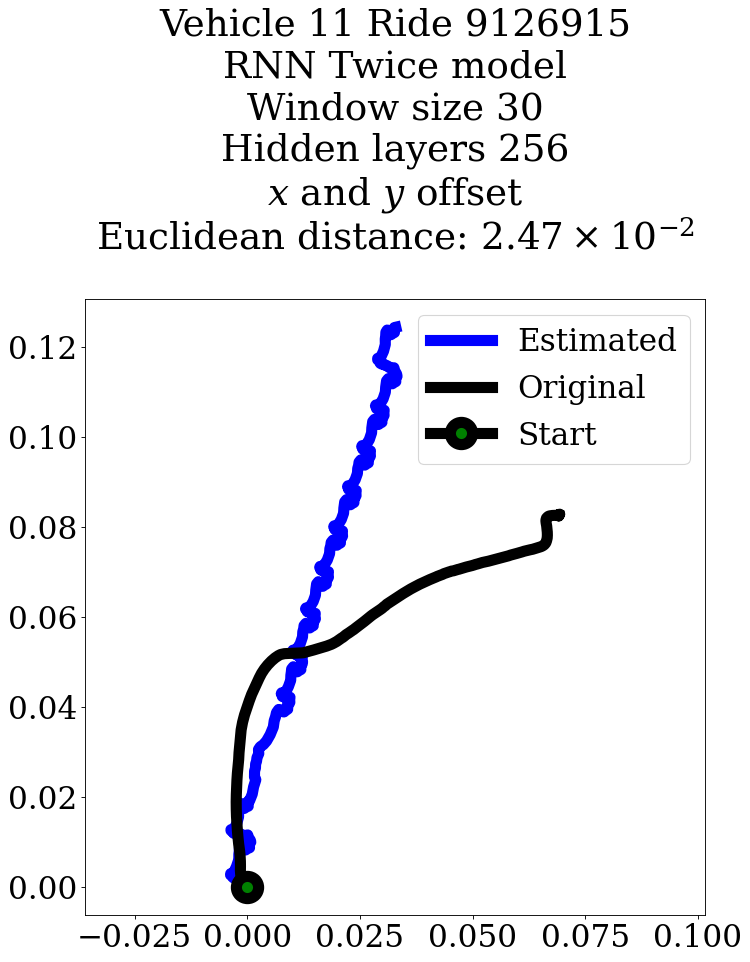 Vehicle 11 Ride 9126915
RNN Twice model
Window size 30
Hidden layers 256
x and y offset
Euclidean distance: 2.47 × 10⁻²
Estimated
Original
Start
0.12
0.10
0.08
0.06
0.04
0.02
0.00
−0.025 0.000 0.025 0.050 0.075 0.100